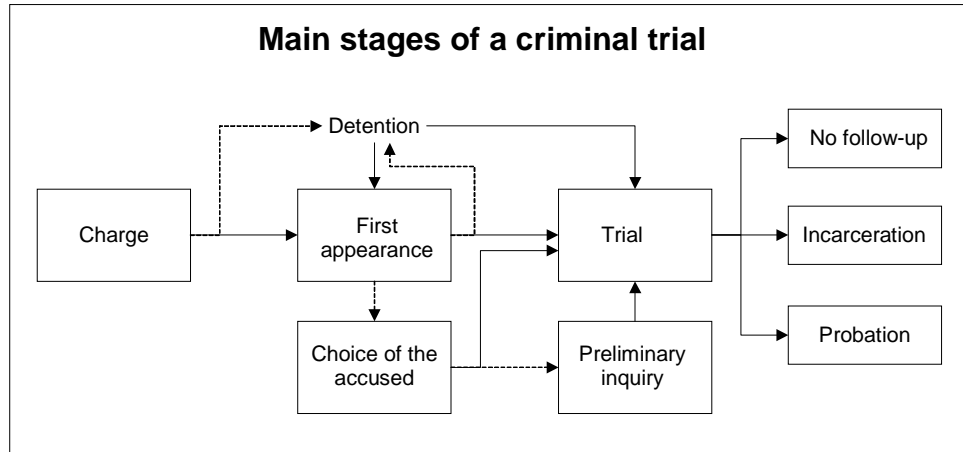 Main stages of a criminal trial
Detention
No follow-up
Charge
First
appearance
Trial
Incarceration
Choice of the
accused
Preliminary
inquiry
Probation